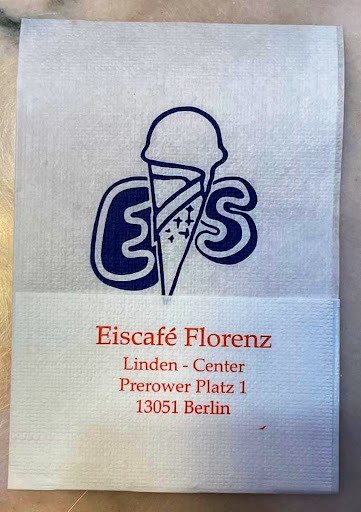 EIS
Eiscafé Florenz
Linden - Center
Prerower Platz 1
13051 Berlin